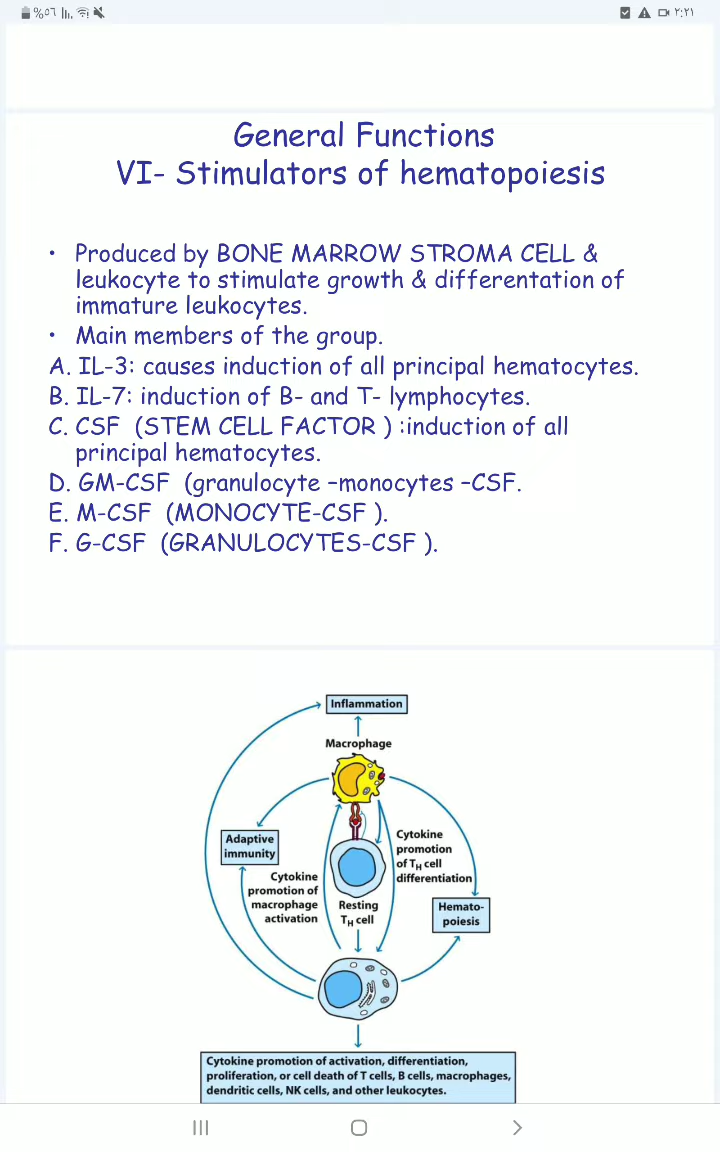 %٥٦
٢:٢١
General Functions
VI- Stimulators of hematopoiesis
• Produced by BONE MARROW STROMA CELL &
leukocyte to stimulate growth & differentation of
immature leukocytes.
• Main members of the group.
A. IL-3: causes induction of all principal hematocytes.
B. IL-7: induction of B- and T- lymphocytes.
C. CSF (STEM CELL FACTOR ) :induction of all
principal hematocytes.
D. GM-CSF (granulocyte –monocytes –CSF.
E. M-CSF (MONOCYTE-CSF ).
F. G-CSF (GRANULOCYTES-CSF ).
Inflammation
Macrophage
Adaptive
immunity
Cytokine
promotion
of TH cell
differentiation
Cytokine
promotion of
macrophage
activation
Resting
TH cell
Hemato-
poiesis
Cytokine promotion of activation, differentiation,
proliferation, or cell death of T cells, B cells, macrophages,
dendritic cells, NK cells, and other leukocytes.